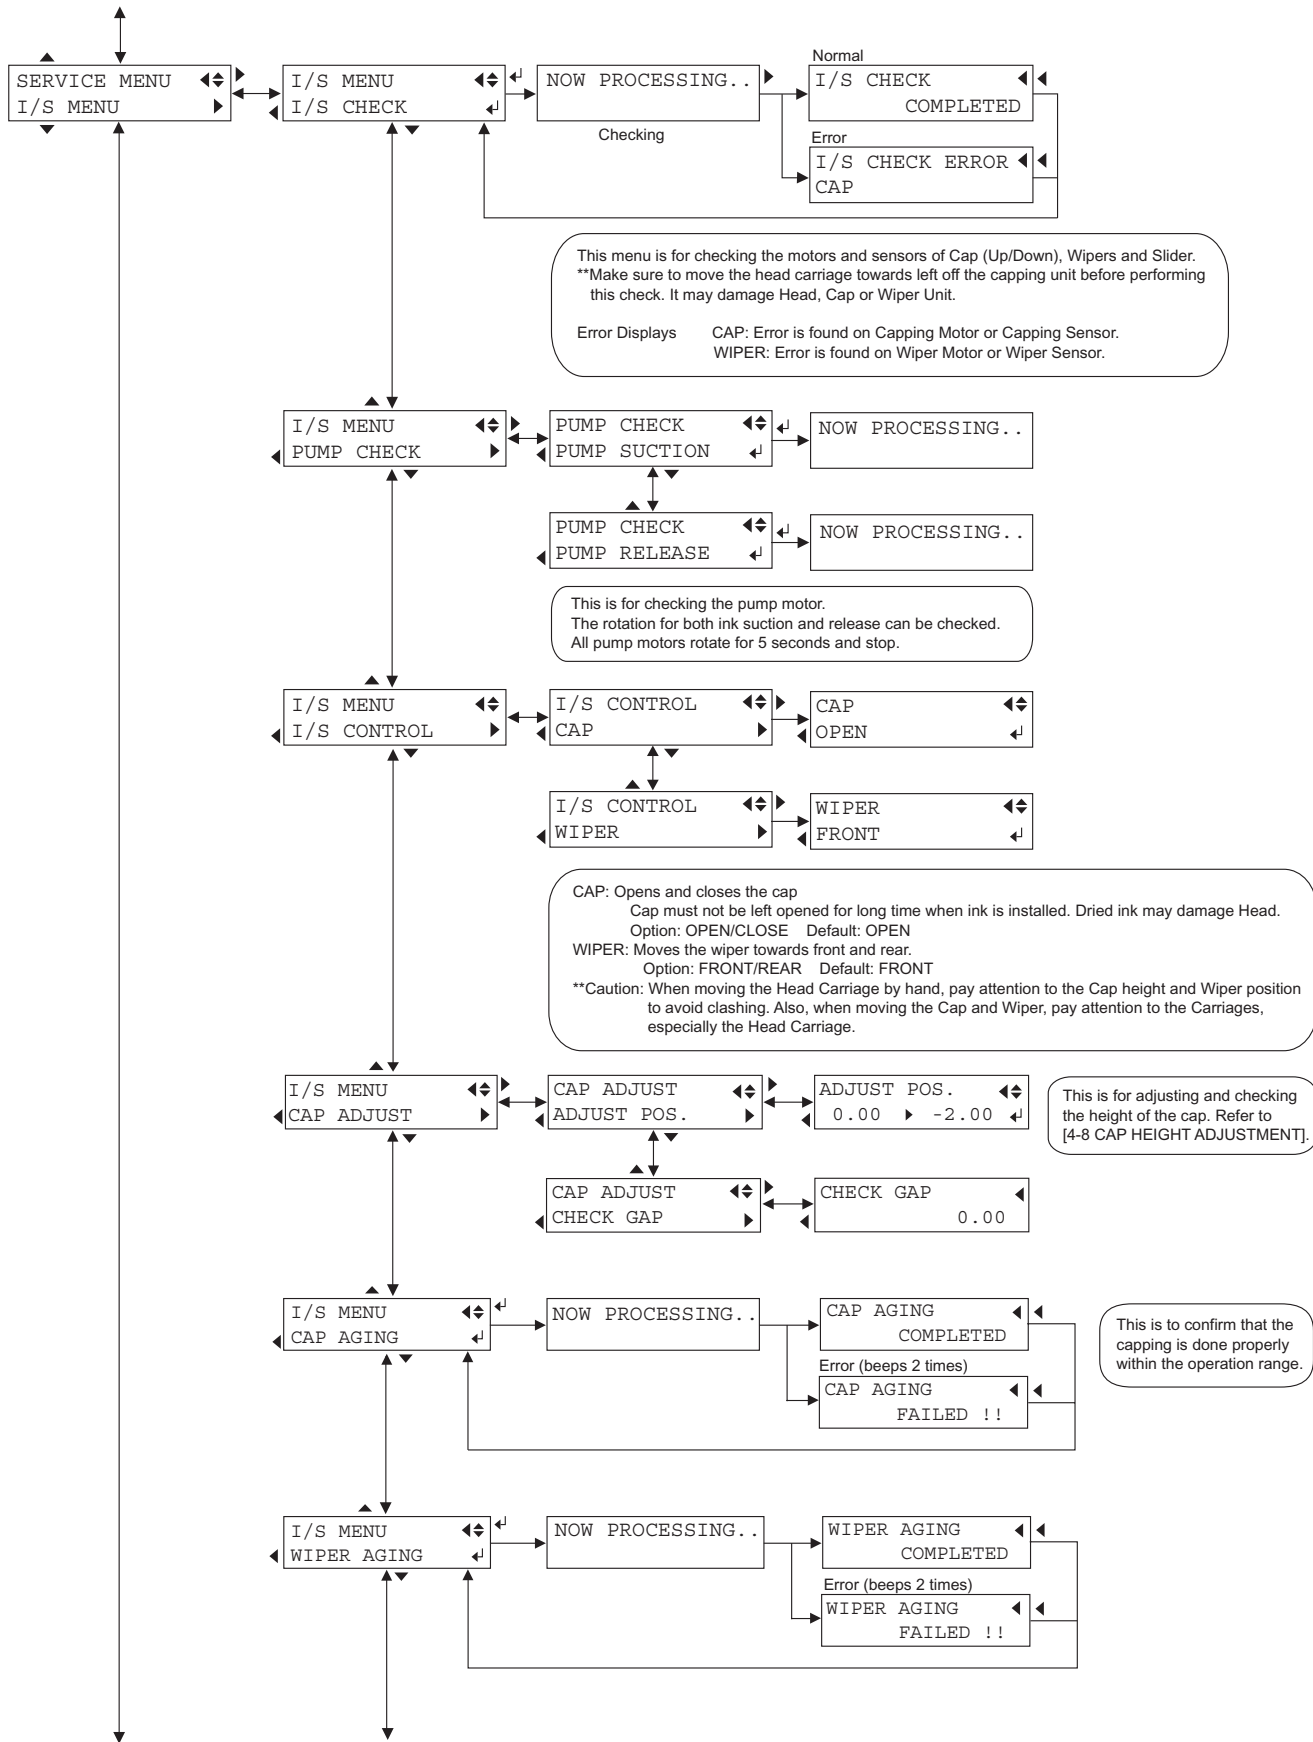 SERVICE MENU
I/S MENU
I/S MENU
I/S CHECK
NOW PROCESSING..
Checking
Normal
I/S CHECK
COMPLETED
Error
I/S CHECK ERROR
CAP
This menu is for checking the motors and sensors of Cap (Up/Down), Wipers and Slider.
**Make sure to move the head carriage towards left off the capping unit before performing
this check. It may damage Head, Cap or Wiper Unit.
Error Displays CAP: Error is found on Capping Motor or Capping Sensor.
WIPER: Error is found on Wiper Motor or Wiper Sensor.
I/S MENU
PUMP CHECK
PUMP CHECK
PUMP SUCTION
NOW PROCESSING..
PUMP CHECK
PUMP RELEASE
NOW PROCESSING..
This is for checking the pump motor.
The rotation for both ink suction and release can be checked.
All pump motors rotate for 5 seconds and stop.
I/S MENU
I/S CONTROL
I/S CONTROL
CAP
CAP
OPEN
I/S CONTROL
WIPER
WIPER
FRONT
CAP: Opens and closes the cap
Cap must not be left opened for long time when ink is installed. Dried ink may damage Head.
Option: OPEN/CLOSE Default: OPEN
WIPER: Moves the wiper towards front and rear.
Option: FRONT/REAR Default: FRONT
**Caution: When moving the Head Carriage by hand, pay attention to the Cap height and Wiper position
to avoid clashing. Also, when moving the Cap and Wiper, pay attention to the Carriages,
especially the Head Carriage.
I/S MENU
CAP ADJUST
CAP ADJUST
ADJUST POS.
ADJUST POS.
0.00 ▶ -2.00
This is for adjusting and checking
the height of the cap. Refer to
[4-8 CAP HEIGHT ADJUSTMENT].
CAP ADJUST
CHECK GAP
CHECK GAP
0.00
I/S MENU
CAP AGING
NOW PROCESSING..
CAP AGING
COMPLETED
Error (beeps 2 times)
CAP AGING
FAILED !!
This is to confirm that the
capping is done properly
within the operation range.
I/S MENU
WIPER AGING
NOW PROCESSING..
WIPER AGING
COMPLETED
Error (beeps 2 times)
WIPER AGING
FAILED !!